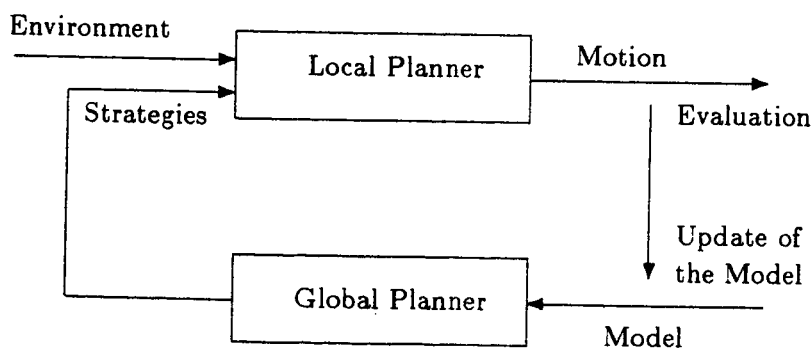 Environment
Local Planner
Motion
Strategies
Evaluation
Update of
the Model
Global Planner
Model